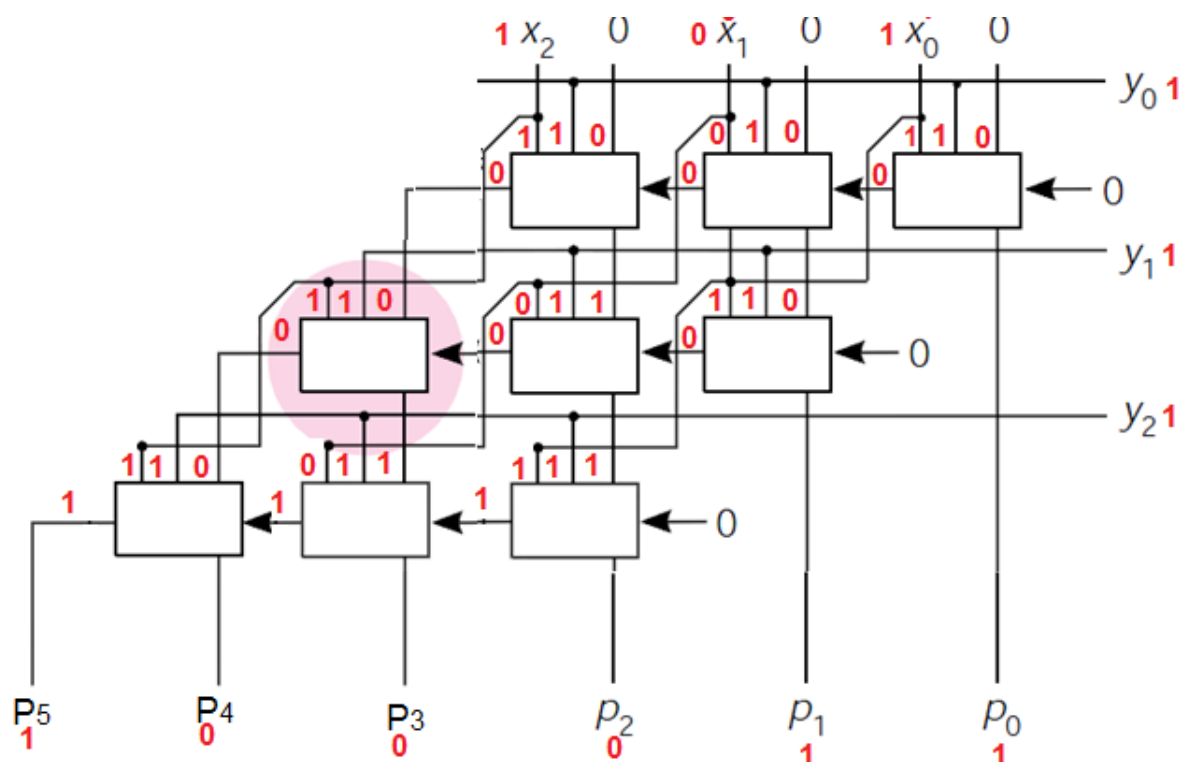 1 x₂ 0 0 x₁ 0 1 x₀ 0
y₀ 1
1 1 0 0 1 0 1 1 0
0 0 0 0
y₁ 1
1 1 0 0 1 1 1 1 0
0 0 0 0
y₂ 1
1 1 0 0 1 1 1 1 1
1 1 1 0
P₅ P₄ P₃ p₂ p₁ p₀
1 0 0 0 1 1